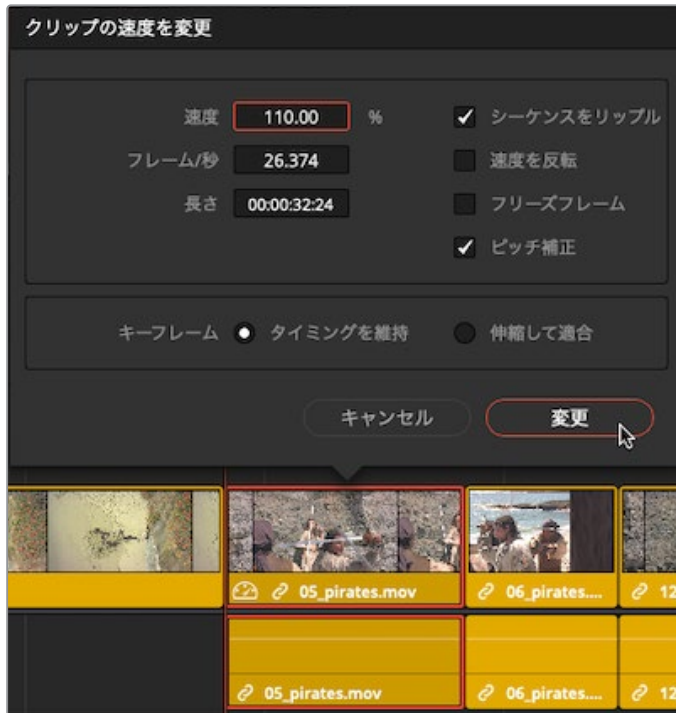 クリップの速度を変更
速度 110.00 % シーケンスをリップル
フレーム/秒 26.374 速度を反転
長さ 00:00:32:24 フリーズフレーム
ピッチ補正
キーフレーム タイミングを維持 伸縮して適合
キャンセル 変更
05_pirates.mov 06_pirates.... 12
05_pirates.mov 06_pirates.... 12